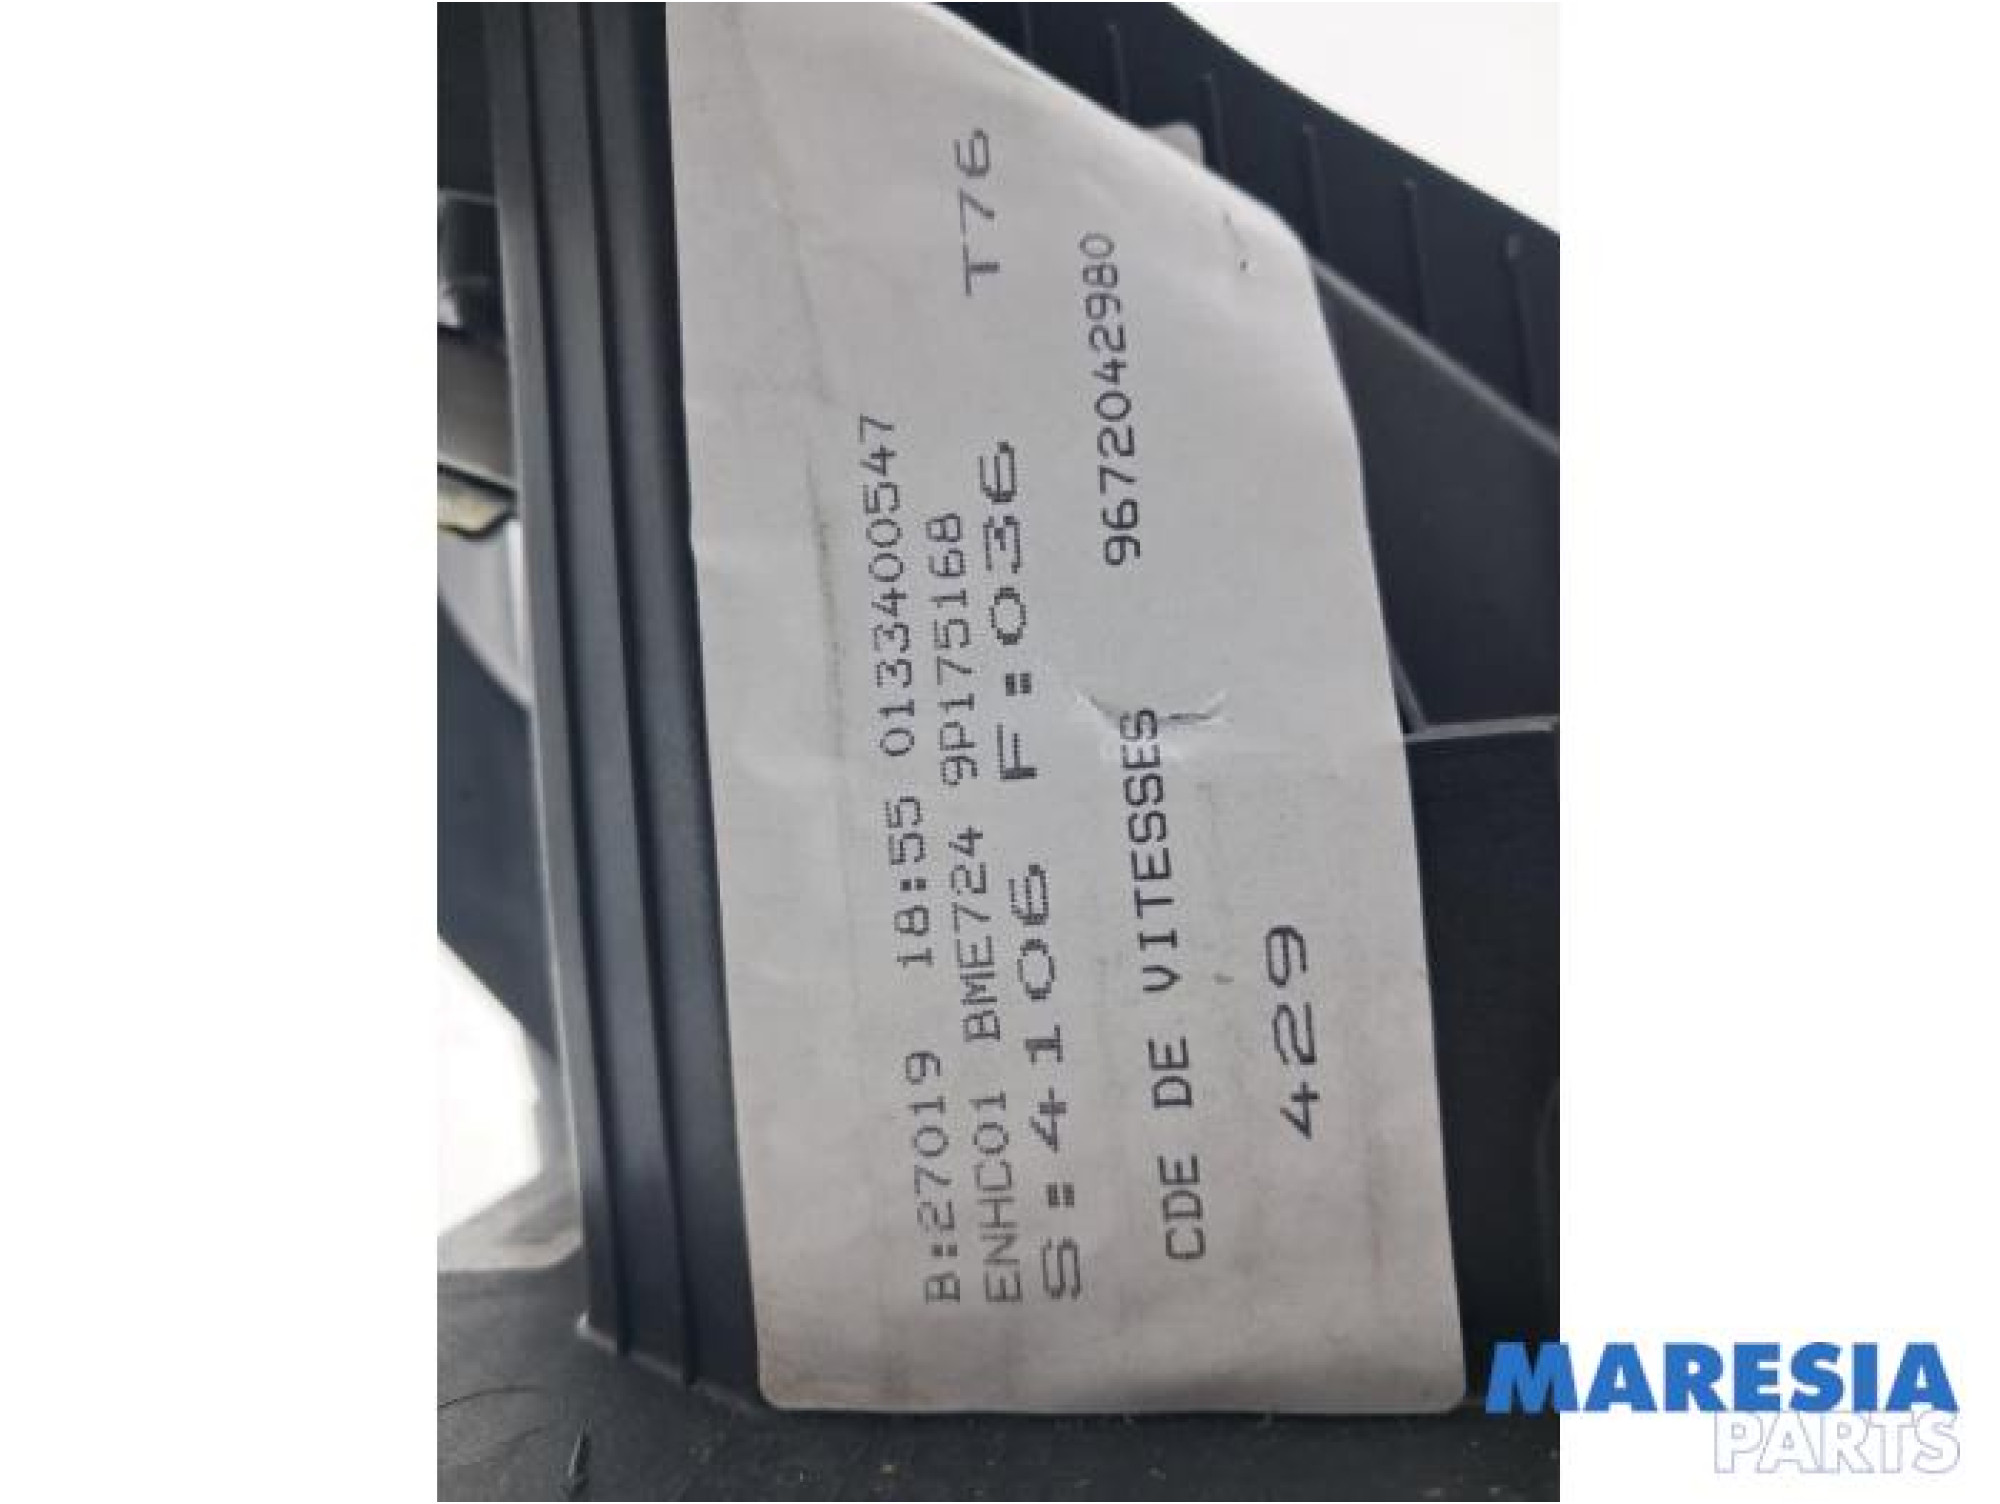 B:27019 18:55 0133400547
ENHC01 BME724 9P175168 T76
S:4106 F:036
CDE DE VITESSES 9672042980
429
MARESIA
PARTS